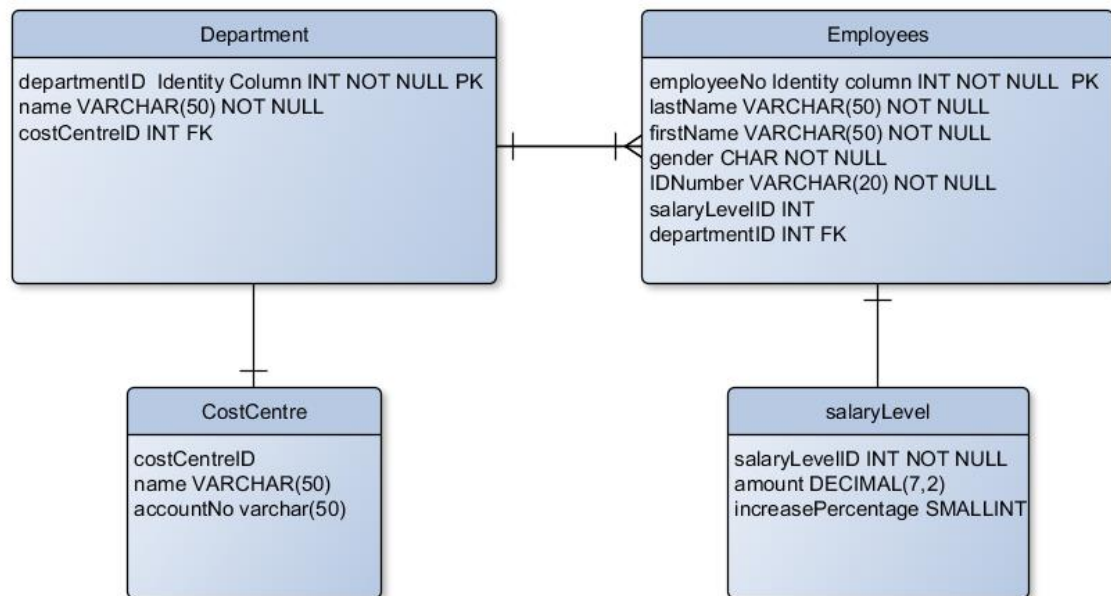 Department
departmentID  Identity Column INT NOT NULL PK
name VARCHAR(50) NOT NULL
costCentreID INT FK
Employees
employeeNo Identity column INT NOT NULL  PK
lastName VARCHAR(50) NOT NULL
firstName VARCHAR(50) NOT NULL
gender CHAR NOT NULL
IDNumber VARCHAR(20) NOT NULL
salaryLevelID INT
departmentID INT FK
CostCentre
costCentreID
name VARCHAR(50)
accountNo varchar(50)
salaryLevel
salaryLevelID INT NOT NULL
amount DECIMAL(7,2)
increasePercentage SMALLINT